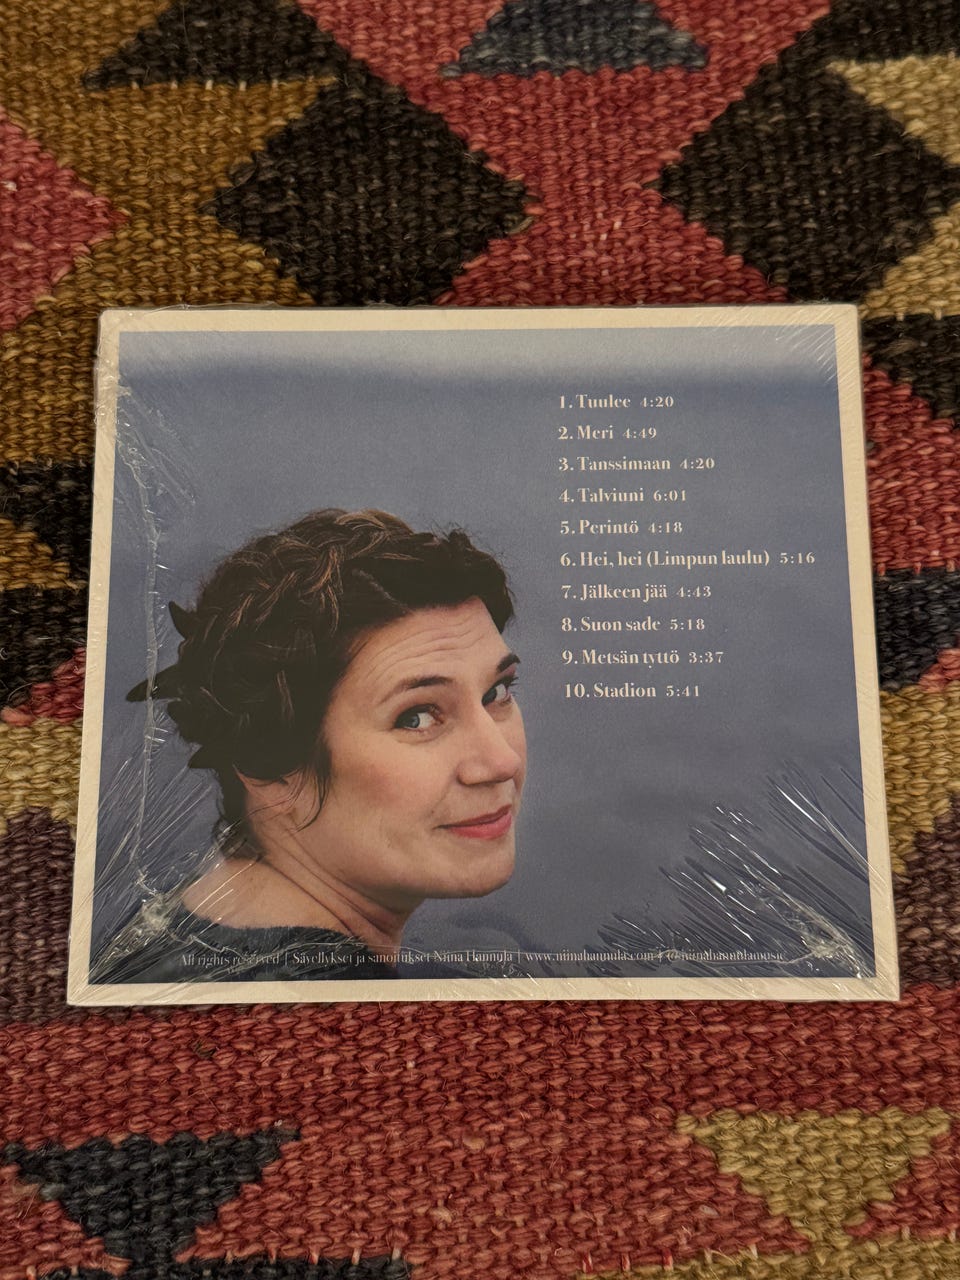 1. Tuulee 4:20
2. Meri 4:49
3. Tanssimaan 4:20
4. Talviuni 6:01
5. Perintö 4:18
6. Hei, hei (Limpun laulu) 5:16
7. Jälkeen jää 4:43
8. Suon sade 5:18
9. Metsän tyttö 3:37
10. Stadion 5:41
All rights reserved | Sävellykset ja sanoitukset Niina Hannula | www.niinahannula.com | @niinahannulamusic